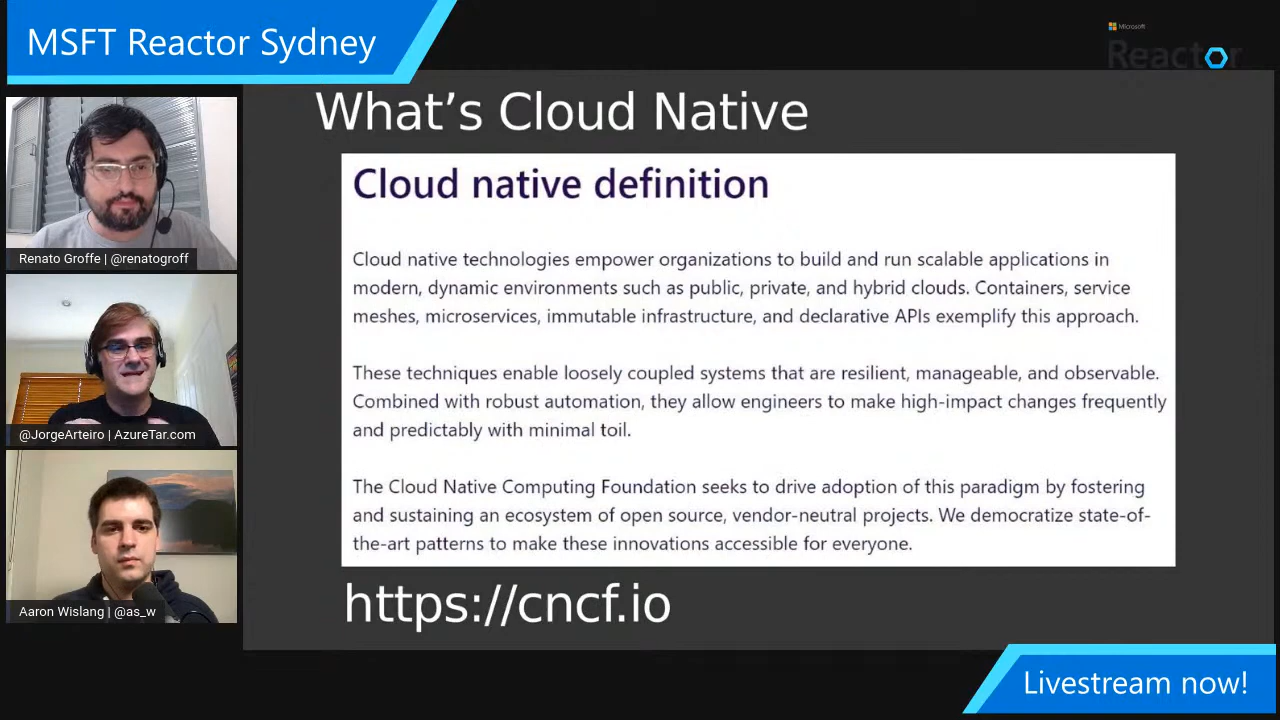 MSFT Reactor Sydney
Microsoft
Reactor
What's Cloud Native
Cloud native definition
Cloud native technologies empower organizations to build and run scalable applications in
modern, dynamic environments such as public, private, and hybrid clouds. Containers, service
meshes, microservices, immutable infrastructure, and declarative APIs exemplify this approach.
These techniques enable loosely coupled systems that are resilient, manageable, and observable.
Combined with robust automation, they allow engineers to make high-impact changes frequently
and predictably with minimal toil.
The Cloud Native Computing Foundation seeks to drive adoption of this paradigm by fostering
and sustaining an ecosystem of open source, vendor-neutral projects. We democratize state-of-
the-art patterns to make these innovations accessible for everyone.
https://cncf.io
Renato Groffe | @renatogroff
@JorgeArteiro | AzureTar.com
Aaron Wislang | @as_w
Livestream now!